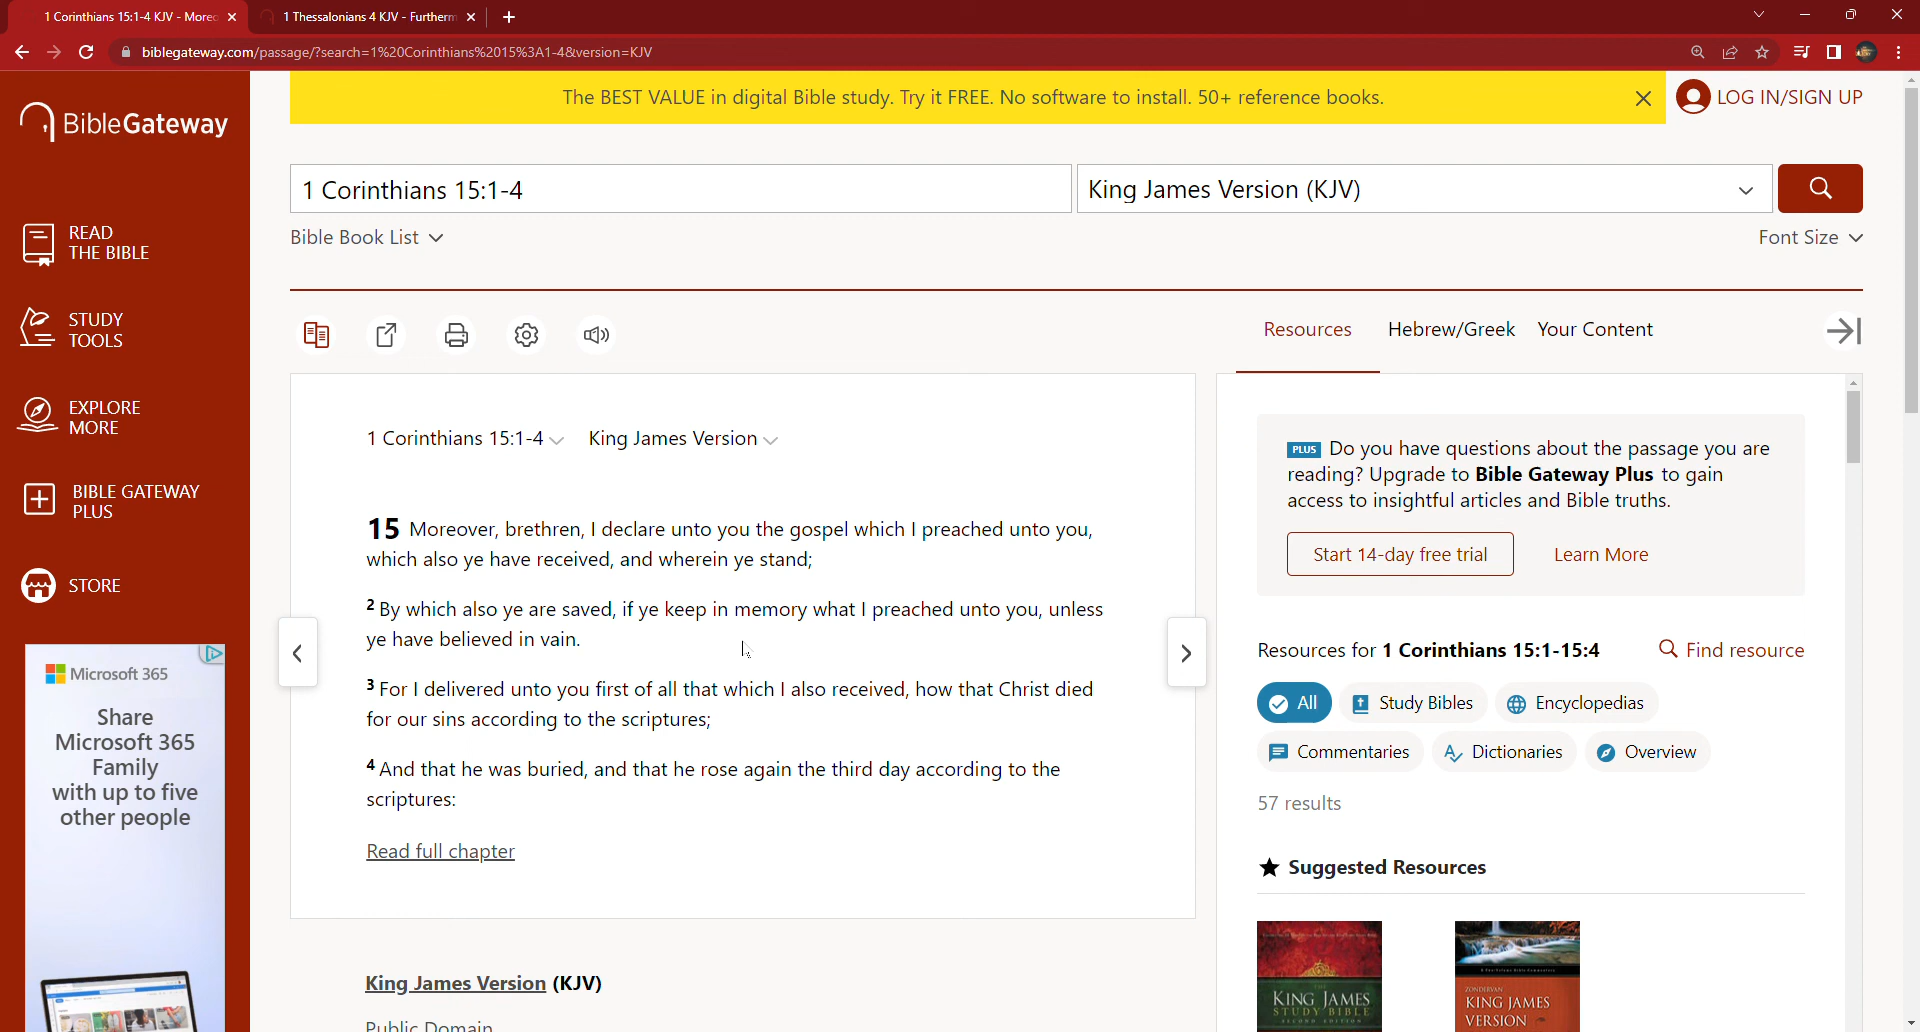 1 Corinthians 15:1-4 KJV - Moreo
1 Thessalonians 4 KJV - Furtherm
biblegateway.com/passage/?search=1%20Corinthians%2015%3A1-4&version=KJV
BibleGateway
The BEST VALUE in digital Bible study. Try it FREE. No software to install. 50+ reference books.
LOG IN/SIGN UP
1 Corinthians 15:1-4
King James Version (KJV)
Bible Book List
Font Size
READ
THE BIBLE
STUDY
TOOLS
EXPLORE
MORE
BIBLE GATEWAY
PLUS
STORE
Microsoft 365
Share
Microsoft 365
Family
with up to five
other people
Resources
Hebrew/Greek
Your Content
1 Corinthians 15:1-4
King James Version
15 Moreover, brethren, I declare unto you the gospel which I preached unto you,
which also ye have received, and wherein ye stand;
2 By which also ye are saved, if ye keep in memory what I preached unto you, unless
ye have believed in vain.
3 For I delivered unto you first of all that which I also received, how that Christ died
for our sins according to the scriptures;
4 And that he was buried, and that he rose again the third day according to the
scriptures:
Read full chapter
King James Version (KJV)
Public Domain
PLUS Do you have questions about the passage you are
reading? Upgrade to Bible Gateway Plus to gain
access to insightful articles and Bible truths.
Start 14-day free trial
Learn More
Resources for 1 Corinthians 15:1-15:4
Find resource
All
Study Bibles
Encyclopedias
Commentaries
Dictionaries
Overview
57 results
Suggested Resources
KING JAMES
STUDY BIBLE
SECOND EDITION
ZONDERVAN
KING JAMES
VERSION